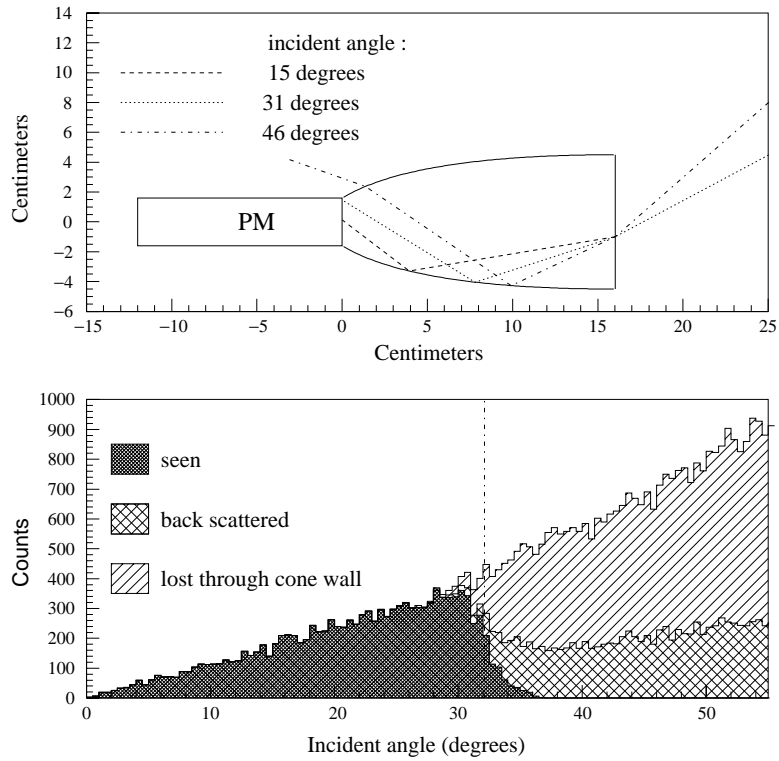 14
12
10
8
6
4
2
0
−2
−4
−6
Centimeters
incident angle :
15 degrees
31 degrees
46 degrees
PM
−15 −10 −5 0 5 10 15 20 25
Centimeters
1000
900
800
700
600
500
400
300
200
100
0
Counts
seen
back scattered
lost through cone wall
0 10 20 30 40 50
Incident angle (degrees)